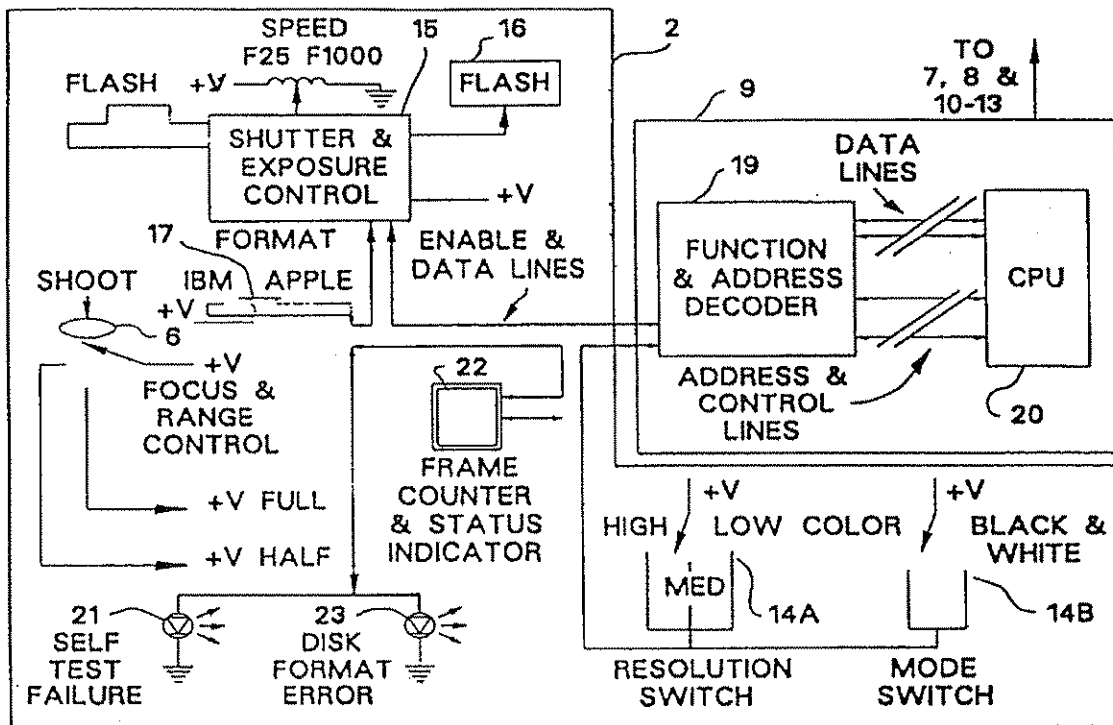 SPEED
F25 F1000
15
16
2
TO
7, 8 &
10-13
FLASH
+V
FLASH
9
SHUTTER &
EXPOSURE
CONTROL
+V
DATA
LINES
19
17
FORMAT
ENABLE &
DATA LINES
FUNCTION
& ADDRESS
DECODER
CPU
SHOOT
IBM APPLE
+V
6
+V
FOCUS &
RANGE
CONTROL
22
ADDRESS &
CONTROL
LINES
20
FRAME
COUNTER
& STATUS
INDICATOR
+V FULL
+V HALF
+V
+V
HIGH LOW COLOR
BLACK &
WHITE
MED
14A
14B
21
SELF
TEST
FAILURE
23
DISK
FORMAT
ERROR
RESOLUTION
SWITCH
MODE
SWITCH